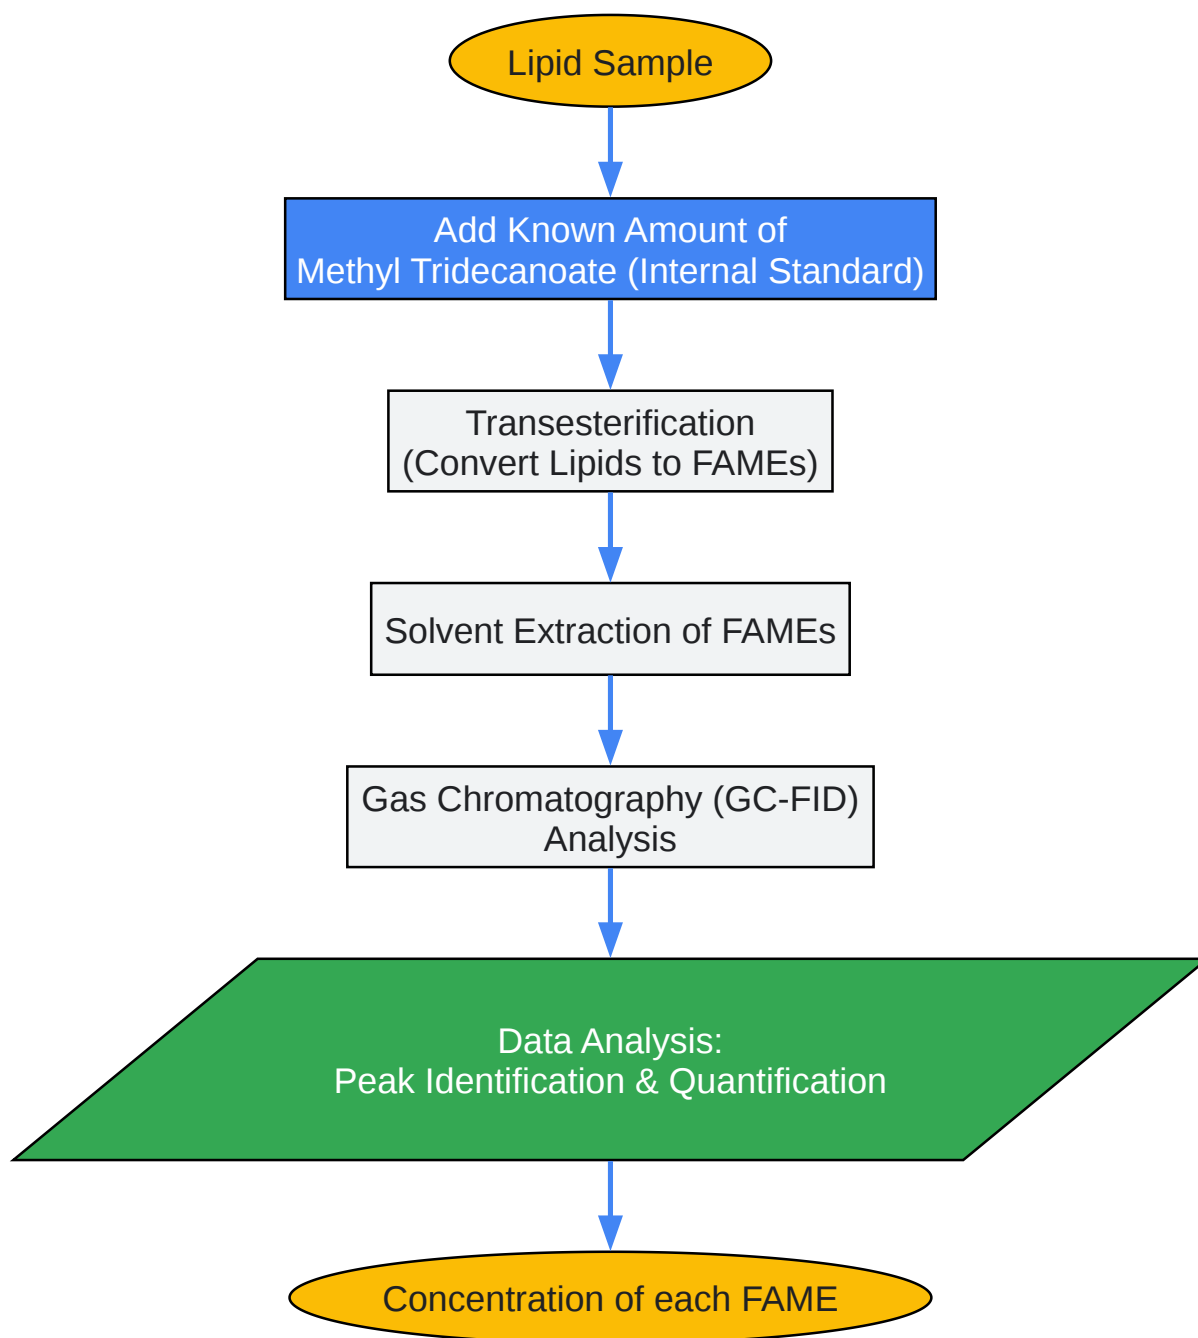 Lipid Sample
Add Known Amount of
Methyl Tridecanoate (Internal Standard)
Transesterification
(Convert Lipids to FAMEs)
Solvent Extraction of FAMEs
Gas Chromatography (GC-FID)
Analysis
Data Analysis:
Peak Identification & Quantification
Concentration of each FAME